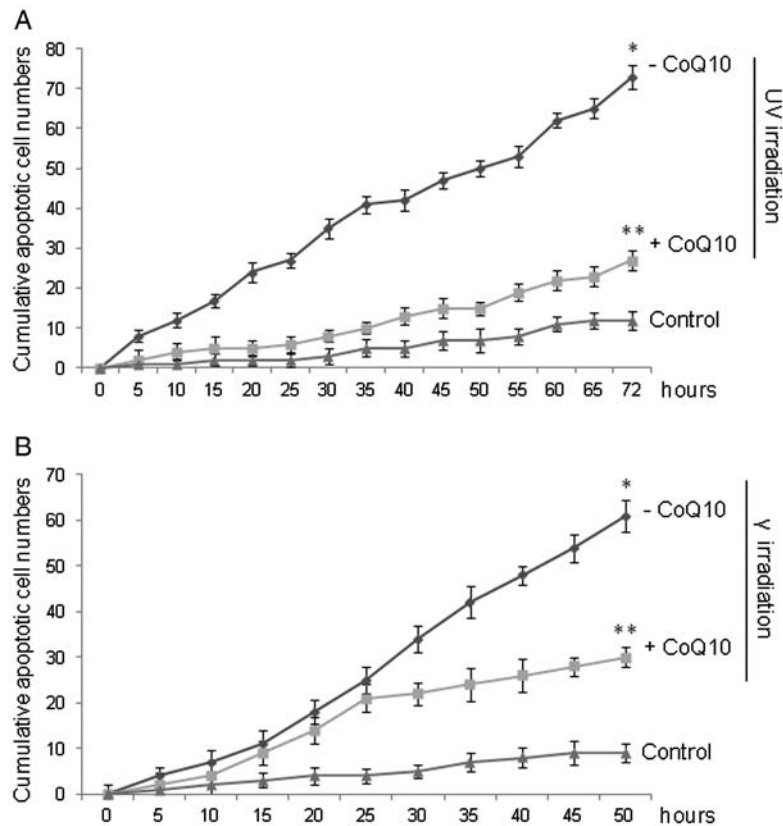 A
Cumulative apoptotic cell numbers
80
70
60
50
40
30
20
10
0
0 5 10 15 20 25 30 35 40 45 50 55 60 65 72 hours
*
- CoQ10
**
+ CoQ10
Control
UV irradiation
B
Cumulative apoptotic cell numbers
70
60
50
40
30
20
10
0
0 5 10 15 20 25 30 35 40 45 50 hours
*
- CoQ10
**
+ CoQ10
Control
γ irradiation